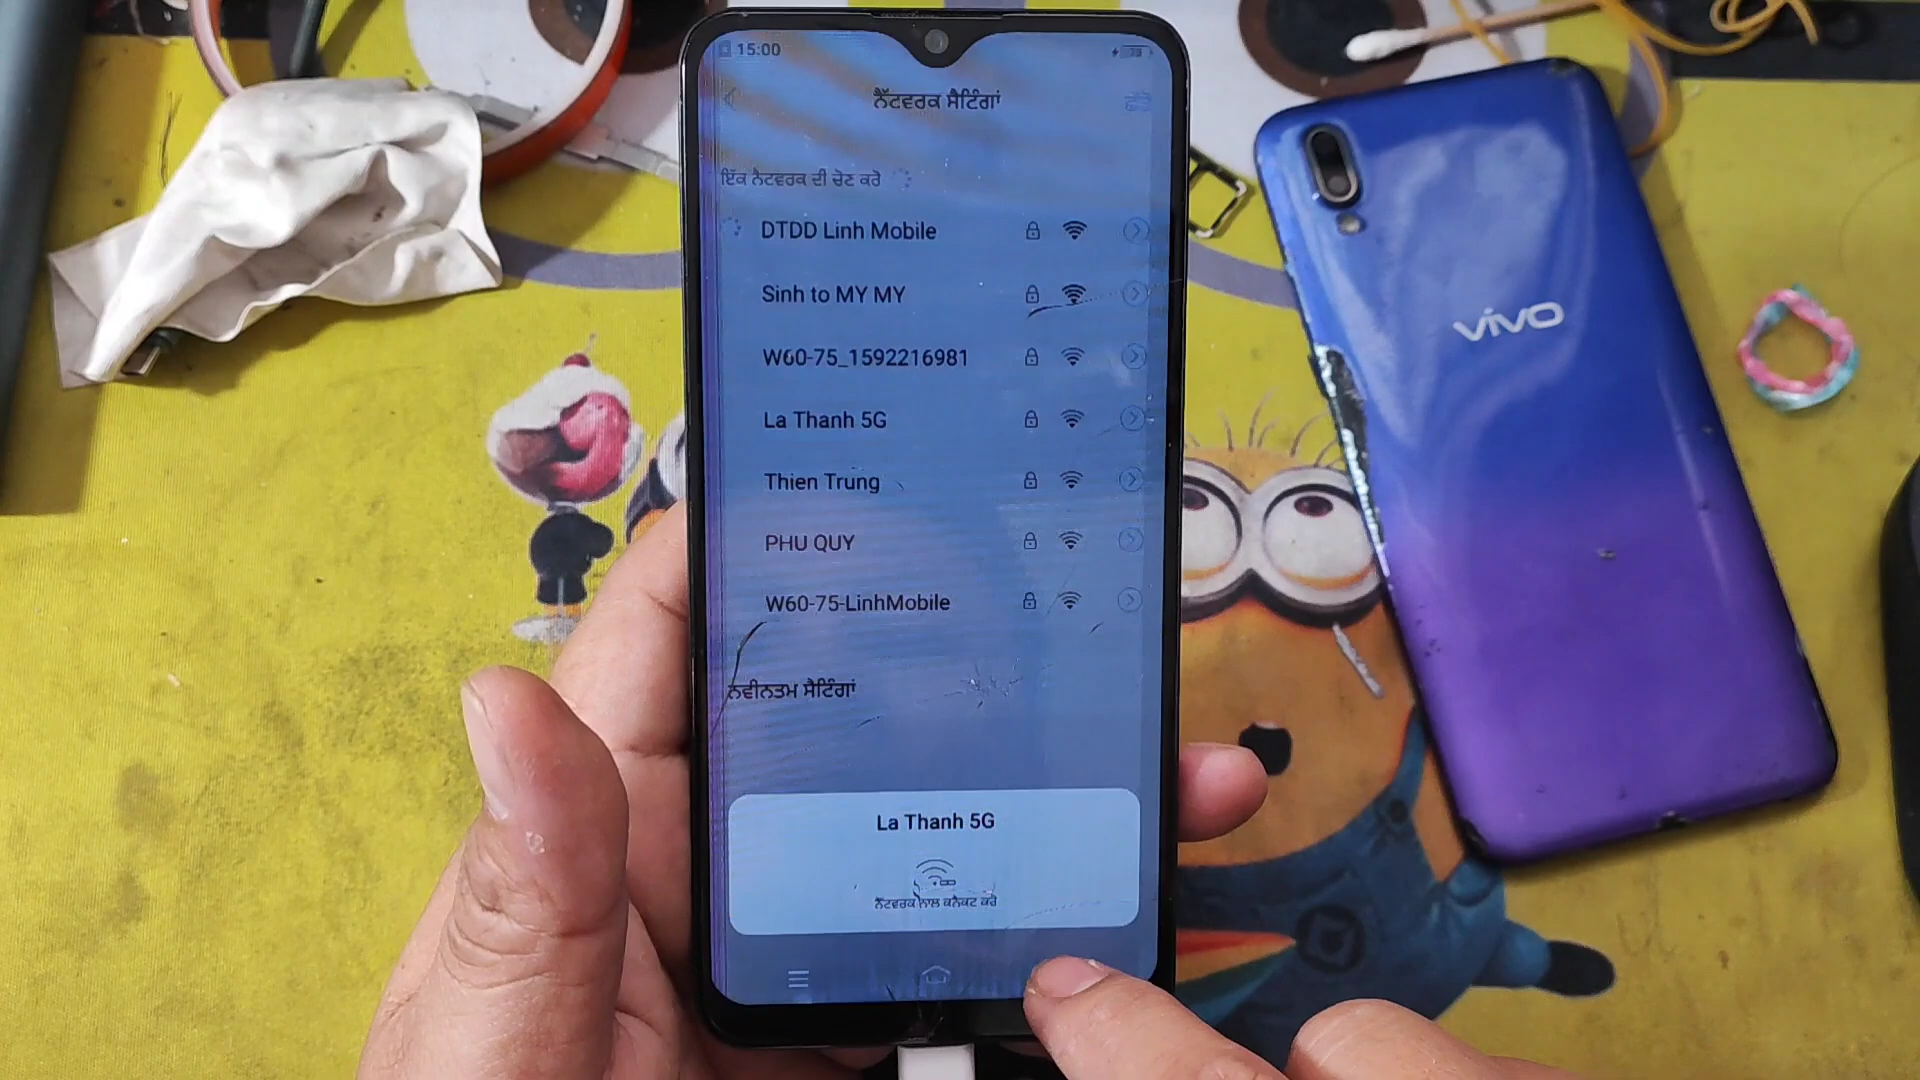 15:00
ਨੈੱਟਵਰਕ ਸੈਟਿੰਗਾਂ
ਇੱਕ ਨੈਟਵਰਕ ਦੀ ਚੋਣ ਕਰੋ
DTDD Linh Mobile
Sinh to MY MY
W60-75_1592216981
La Thanh 5G
Thien Trung
PHU QUY
W60-75-LinhMobile
ਨਵੀਨਤਮ ਸੈਟਿੰਗਾਂ
La Thanh 5G
ਨੈੱਟਵਰਕ ਨਾਲ ਕਨੈਕਟ ਕਰੋ
vivo